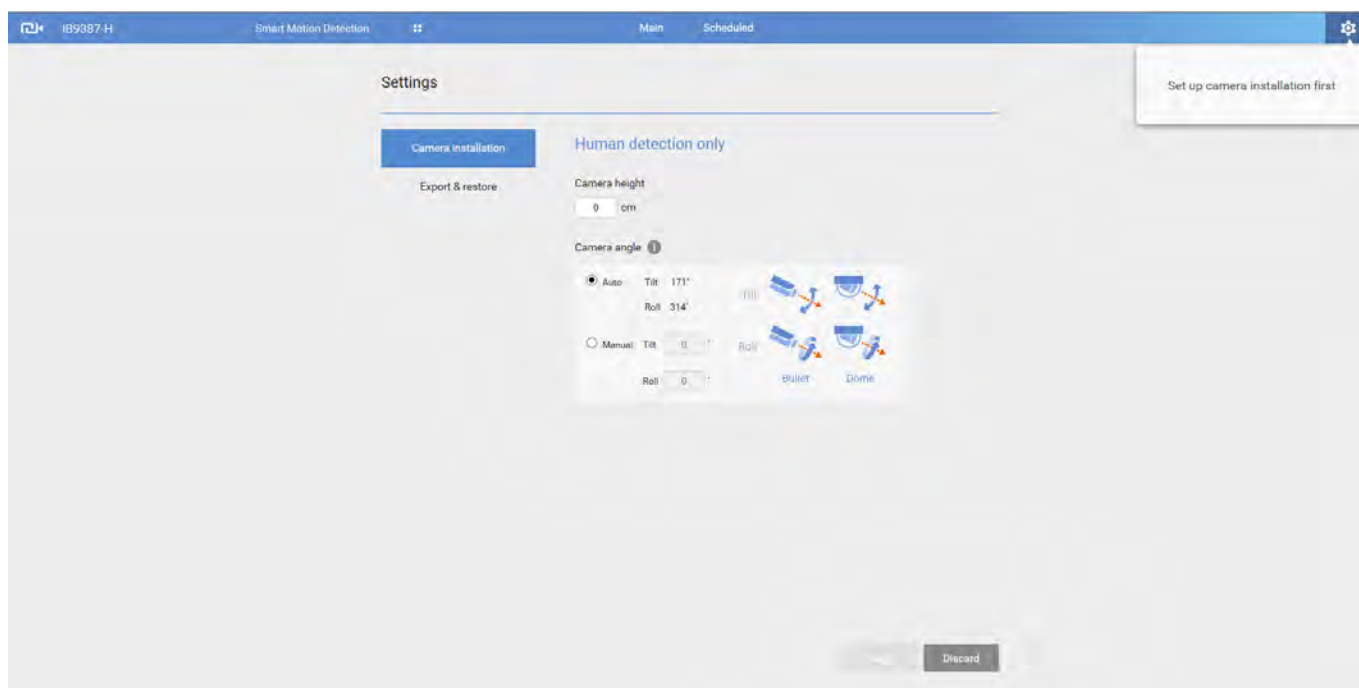 IB9387-H Smart Motion Detection Main Scheduled
Set up camera installation first
Settings
Camera installation
Export & restore
Human detection only
Camera height
0 cm
Camera angle
Auto Tilt 171°
Roll 314°
Manual Tilt 0 °
Roll 0 °
Tilt
Roll
Bullet Dome
Discard